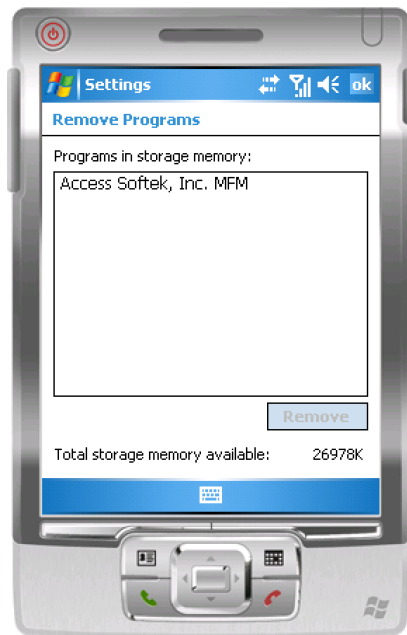 Settings
ok
Remove Programs
Programs in storage memory:
Access Softek, Inc. MFM
Remove
Total storage memory available: 26978K